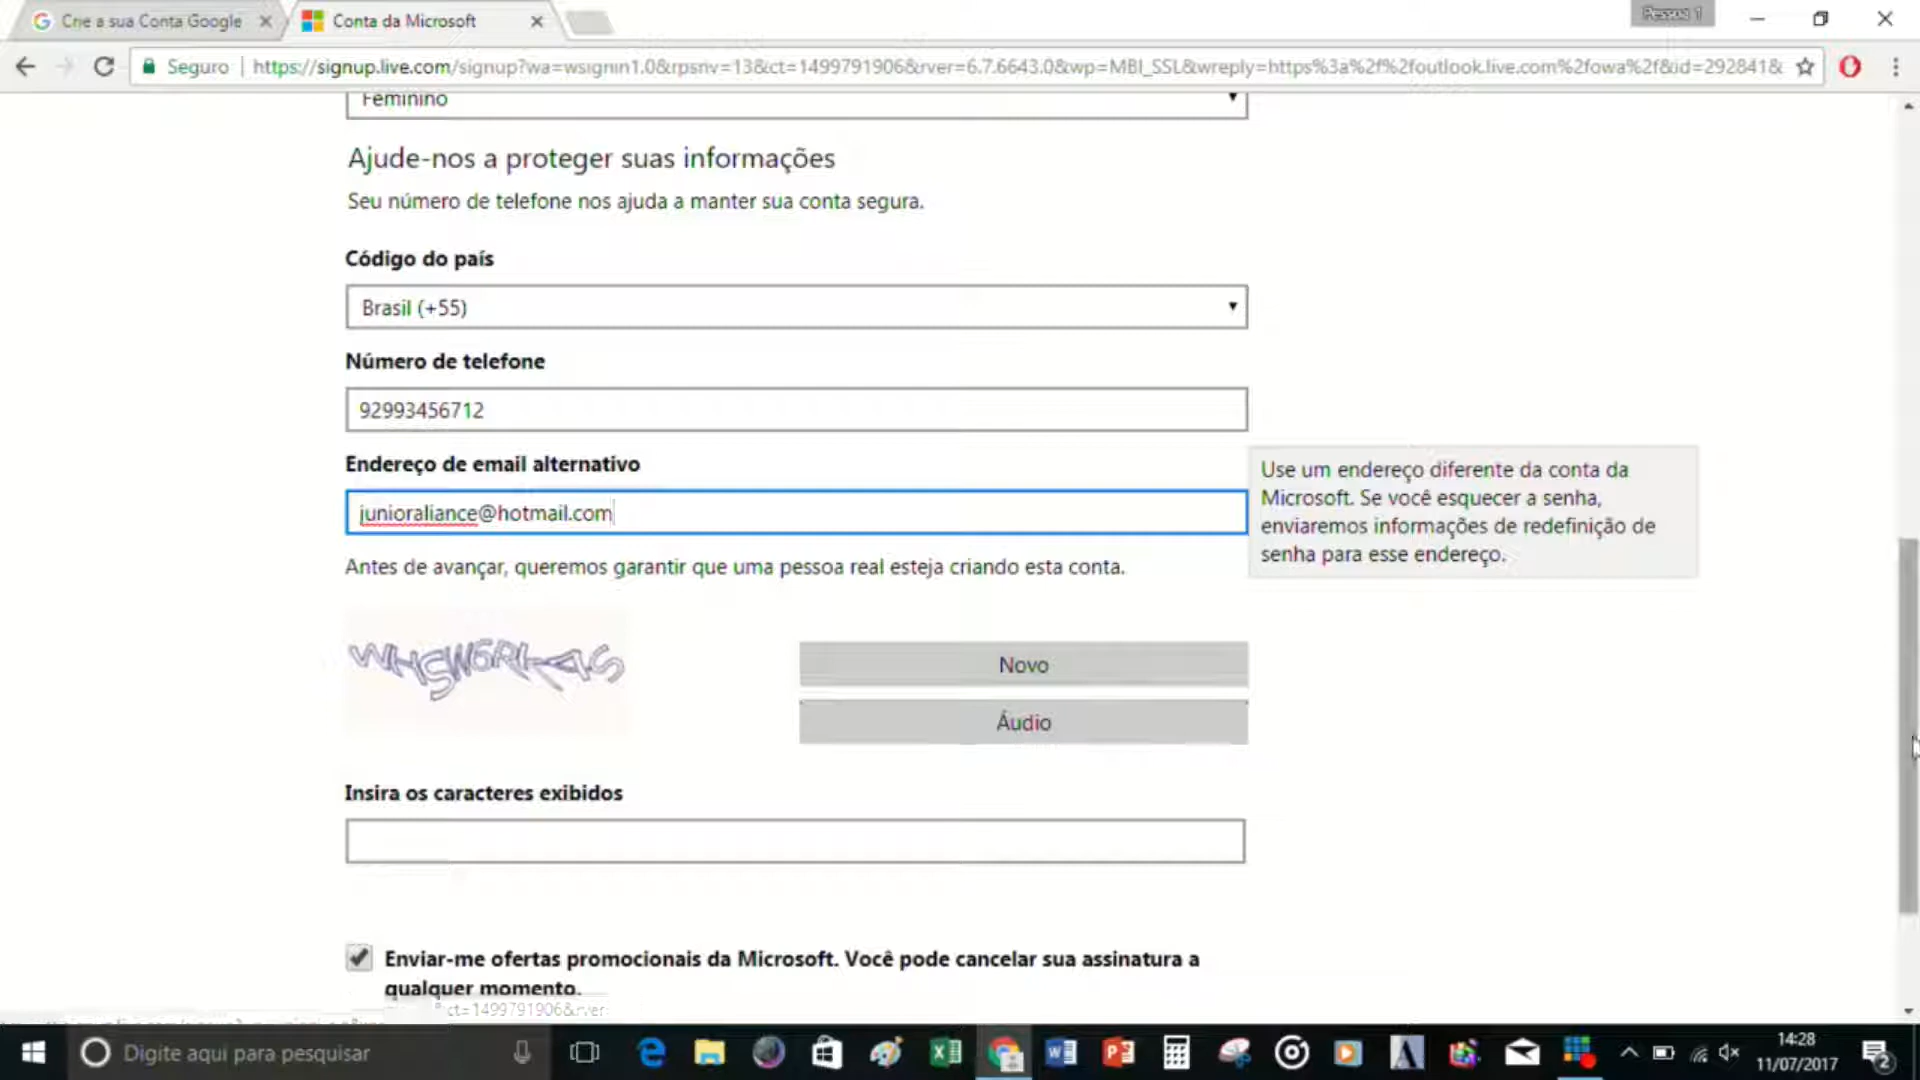 Crie a sua Conta Google
Conta da Microsoft
Pessoa 1
Seguro
https://signup.live.com/signup?wa=wsignin1.0&rpsnv=13&ct=1499791906&rver=6.7.6643.0&wp=MBI_SSL&wreply=https%3a%2f%2foutlook.live.com%2fowa%2f&id=292841&
Feminino
Ajude-nos a proteger suas informações
Seu número de telefone nos ajuda a manter sua conta segura.
Código do país
Brasil (+55)
Número de telefone
92993456712
Endereço de email alternativo
junioraliance@hotmail.com
Use um endereço diferente da conta da
Microsoft. Se você esquecer a senha,
enviaremos informações de redefinição de
senha para esse endereço.
Antes de avançar, queremos garantir que uma pessoa real esteja criando esta conta.
Novo
Áudio
Insira os caracteres exibidos
Enviar-me ofertas promocionais da Microsoft. Você pode cancelar sua assinatura a
qualquer momento.
ct=1499791906&rver=
Digite aqui para pesquisar
14:28
11/07/2017
2